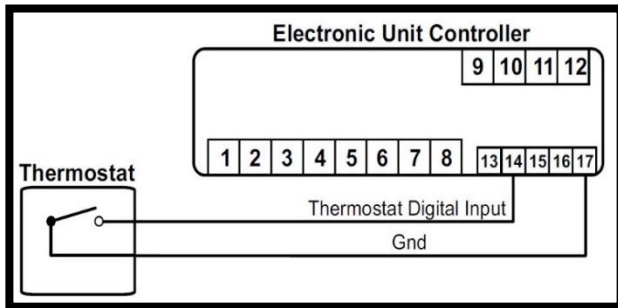 Electronic Unit Controller
9 10 11 12
1 2 3 4 5 6 7 8
13 14 15 16 17
Thermostat
Thermostat Digital Input
Gnd